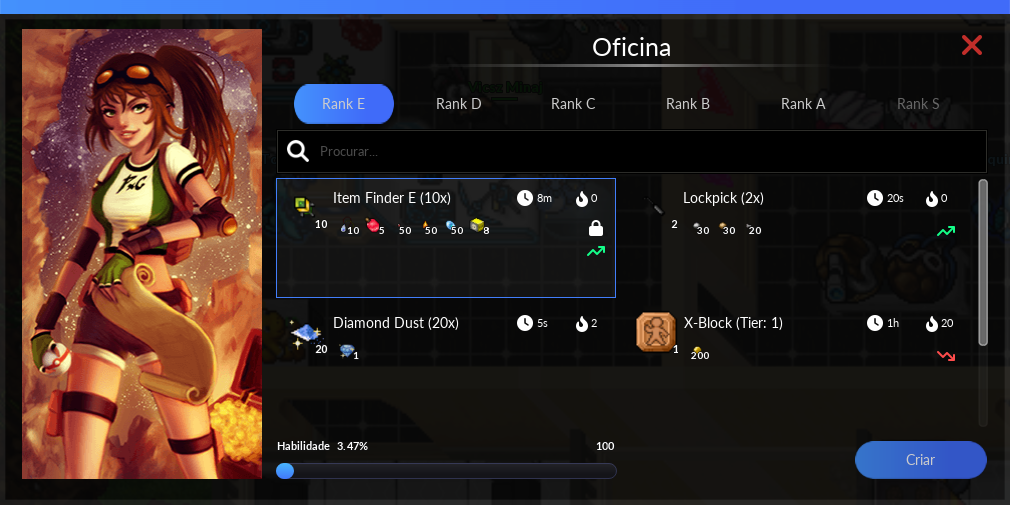 Oficina
Rank E Rank D Rank C Rank B Rank A Rank S
Procurar...
Item Finder E (10x) 8m 0
10 10 5 50 50 50 8
Lockpick (2x) 20s 0
2 30 30 20
Diamond Dust (20x) 5s 2
20 1
X-Block (Tier: 1) 1h 20
1 200
Habilidade 3.47% 100
Criar